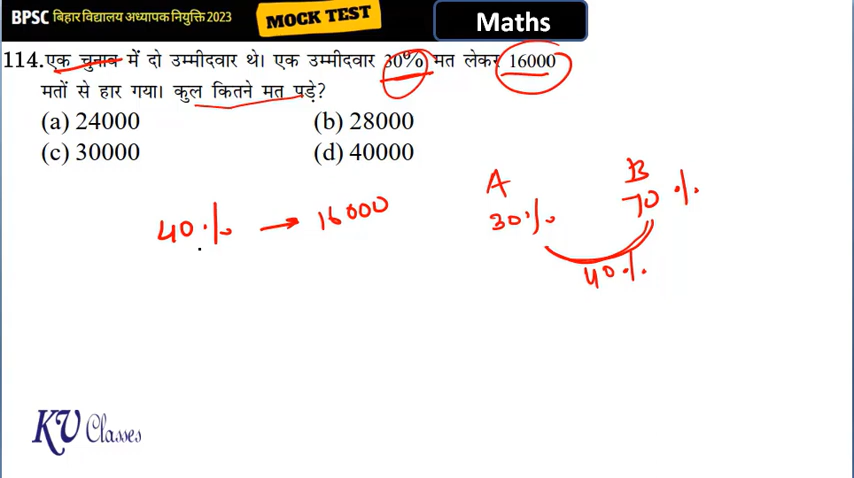 BPSC बिहार विद्यालय अध्यापक नियुक्ति 2023
MOCK TEST
Maths
114. एक चुनाव में दो उम्मीदवार थे। एक उम्मीदवार 30% मत लेकर 16000
मतों से हार गया। कुल कितने मत पड़े?
(a) 24000 (b) 28000
(c) 30000 (d) 40000
A B
30% 70%
40% → 16000
40%
KV Classes